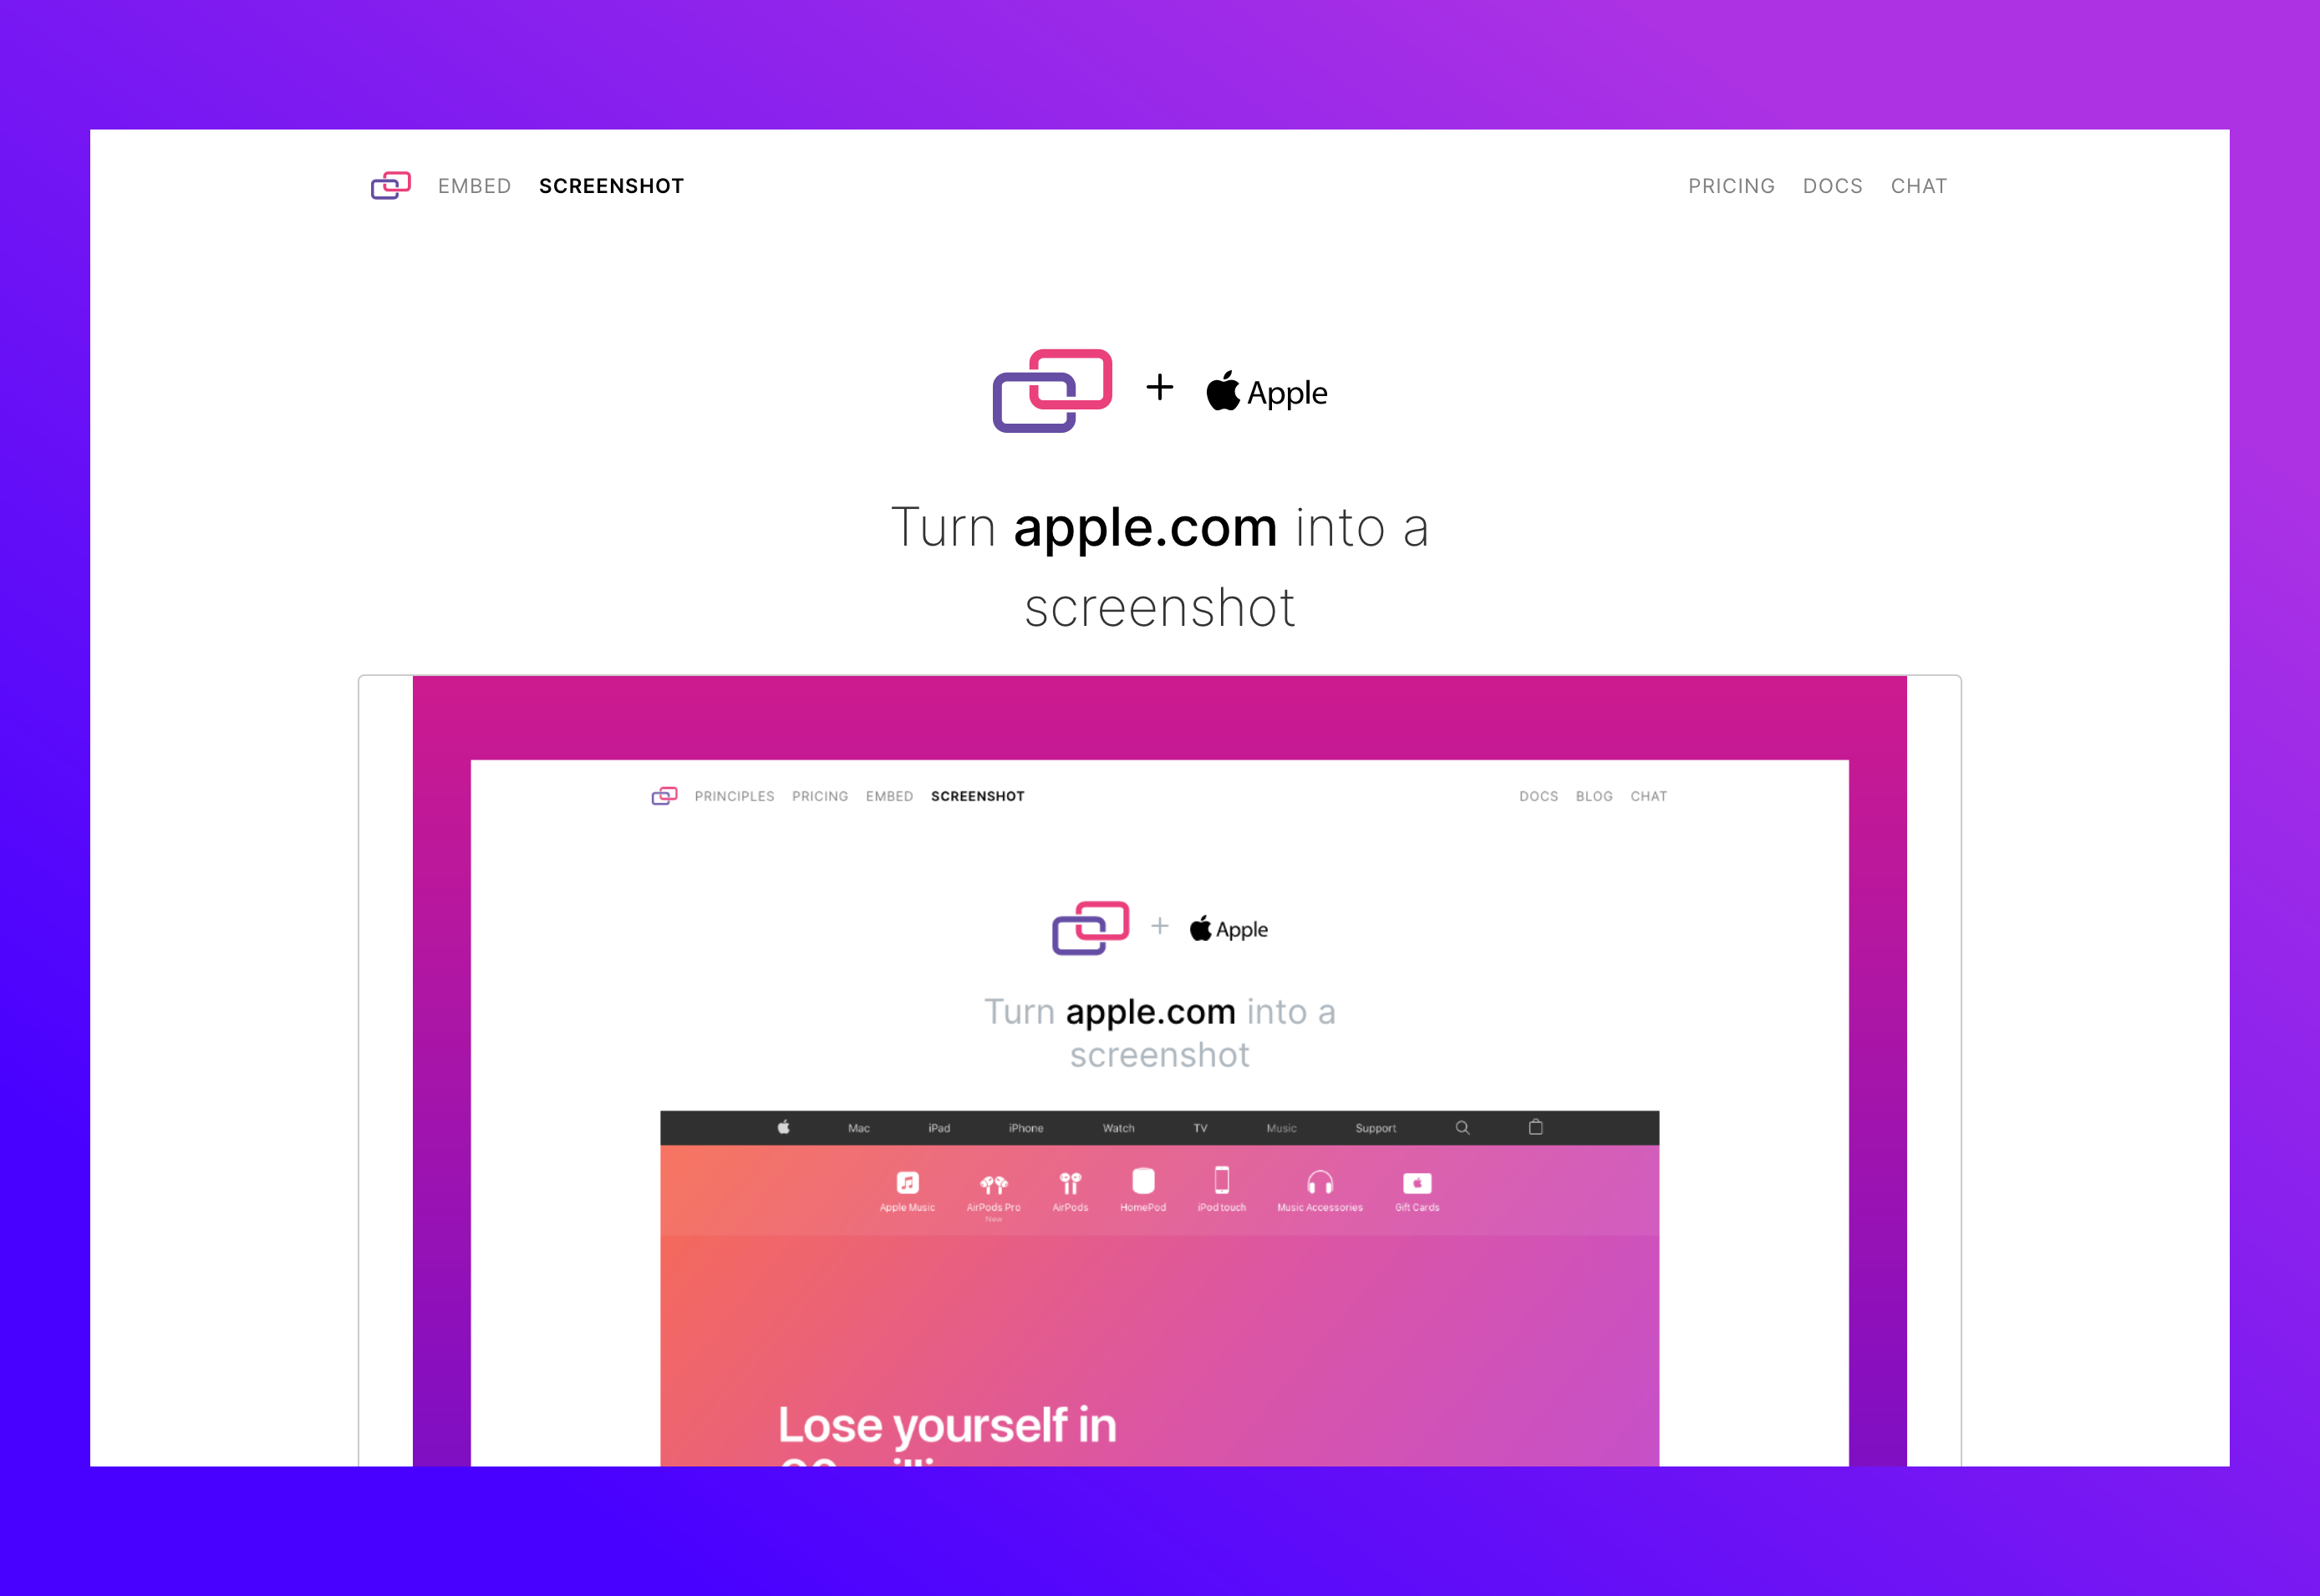 EMBED SCREENSHOT PRICING DOCS CHAT
+ Apple
Turn apple.com into a
screenshot
PRINCIPLES PRICING EMBED SCREENSHOT DOCS BLOG CHAT
+ Apple
Turn apple.com into a
screenshot
Mac iPad iPhone Watch TV Music Support
Apple Music AirPods Pro AirPods HomePod iPod touch Music Accessories Gift Cards
New
Lose yourself in